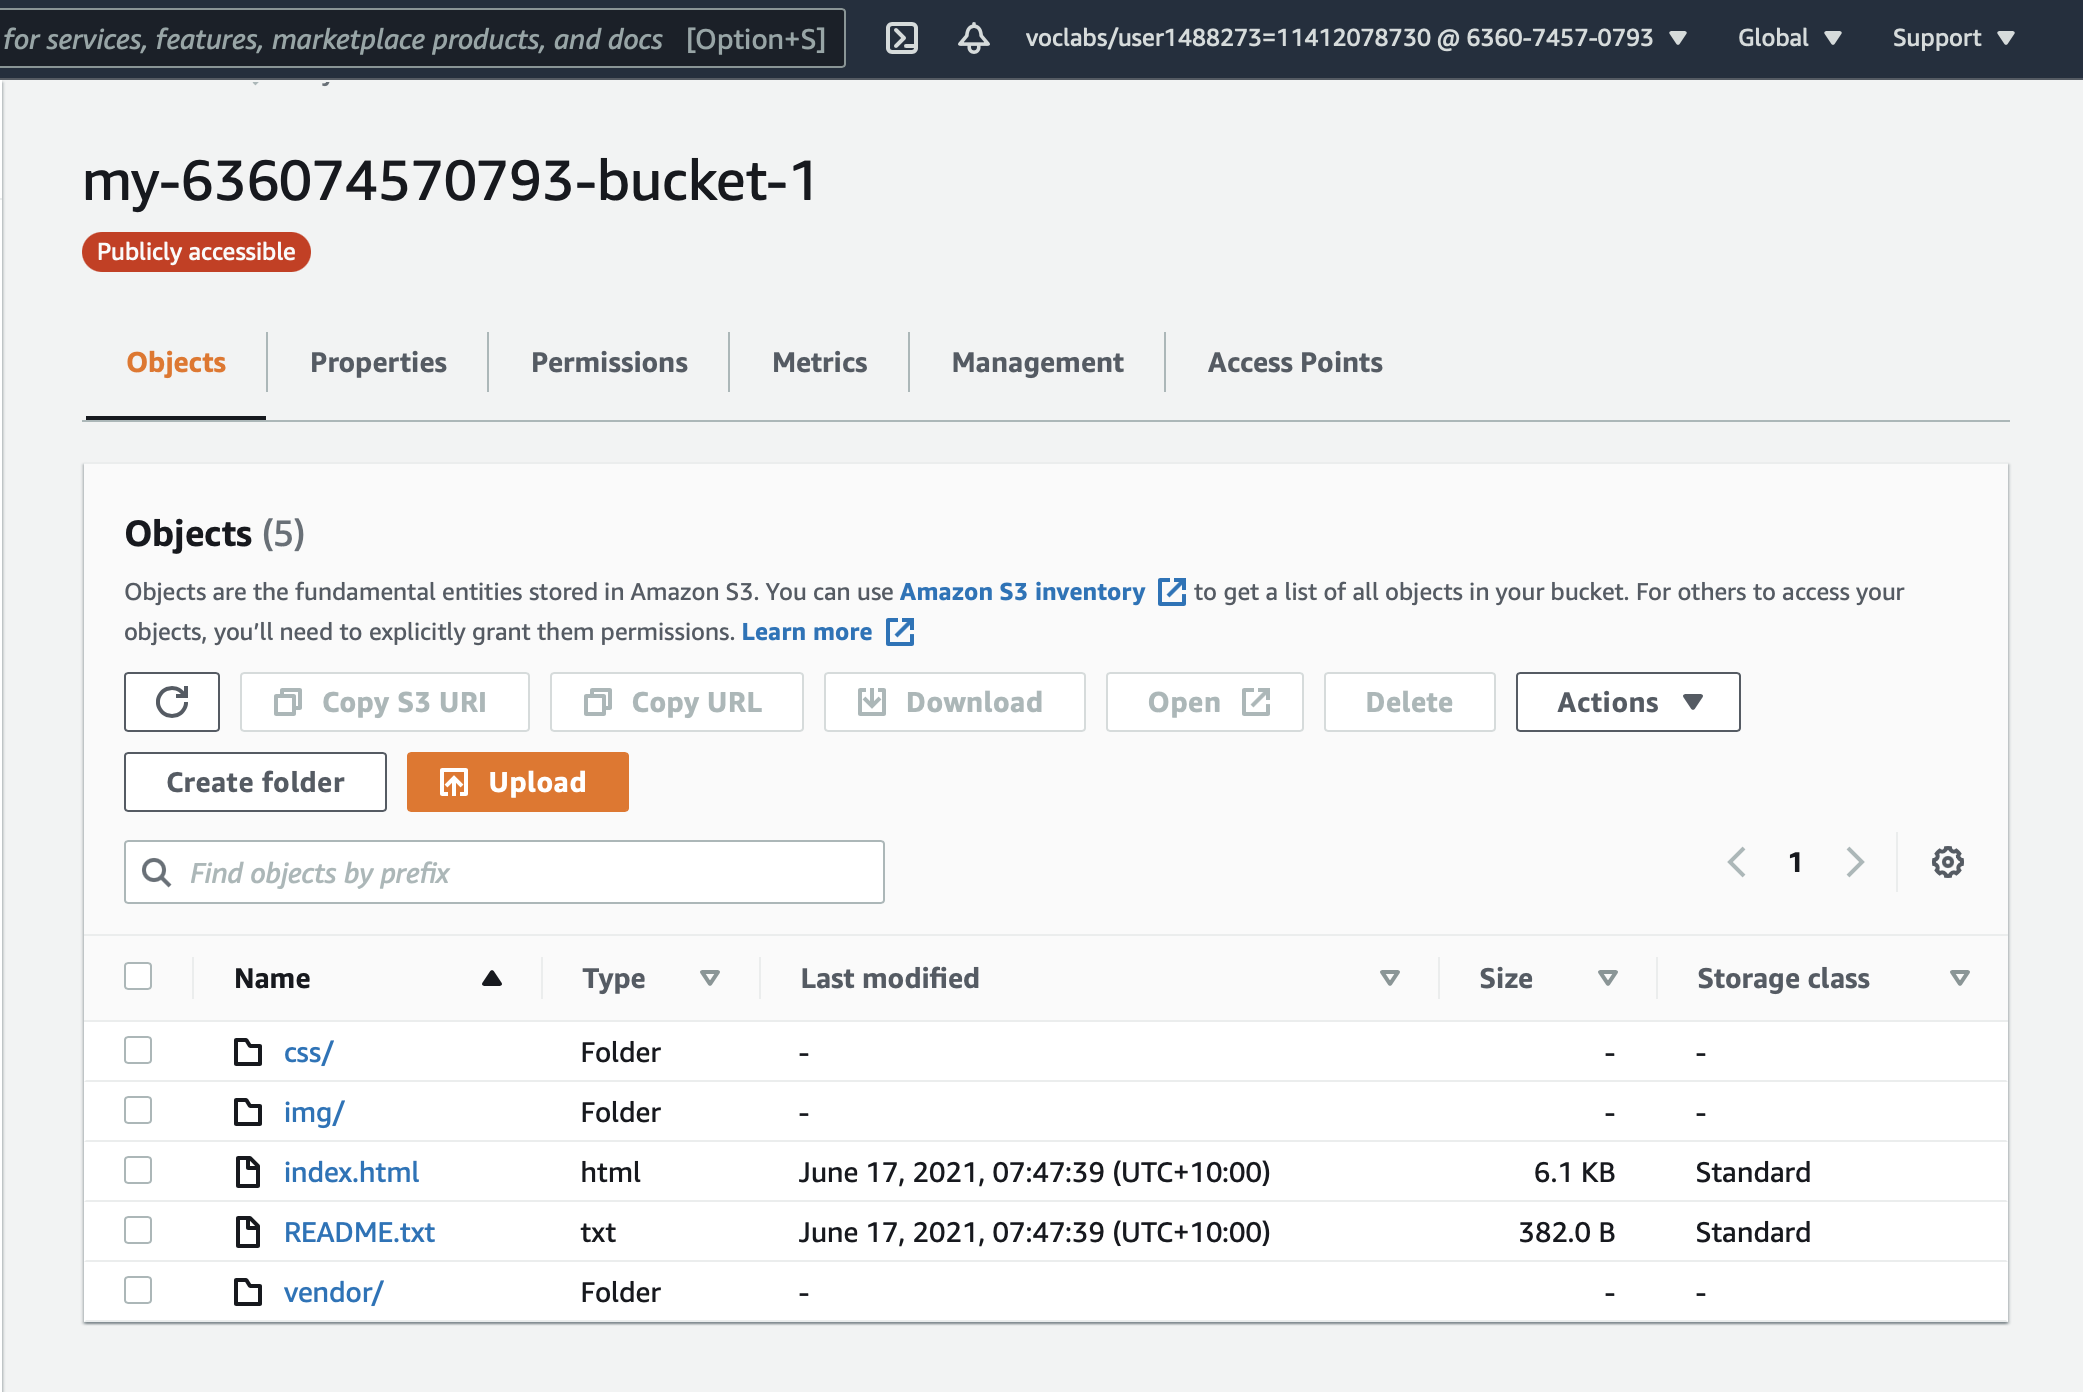 for services, features, marketplace products, and docs [Option+S] voclabs/user1488273=11412078730 @ 6360-7457-0793 Global Support
my-636074570793-bucket-1
Publicly accessible
Objects Properties Permissions Metrics Management Access Points
Objects (5)
Objects are the fundamental entities stored in Amazon S3. You can use Amazon S3 inventory to get a list of all objects in your bucket. For others to access your
objects, you’ll need to explicitly grant them permissions. Learn more
Copy S3 URI Copy URL Download Open Delete Actions
Create folder Upload
Find objects by prefix 1
Name Type Last modified Size Storage class
css/ Folder - - -
img/ Folder - - -
index.html html June 17, 2021, 07:47:39 (UTC+10:00) 6.1 KB Standard
README.txt txt June 17, 2021, 07:47:39 (UTC+10:00) 382.0 B Standard
vendor/ Folder - - -